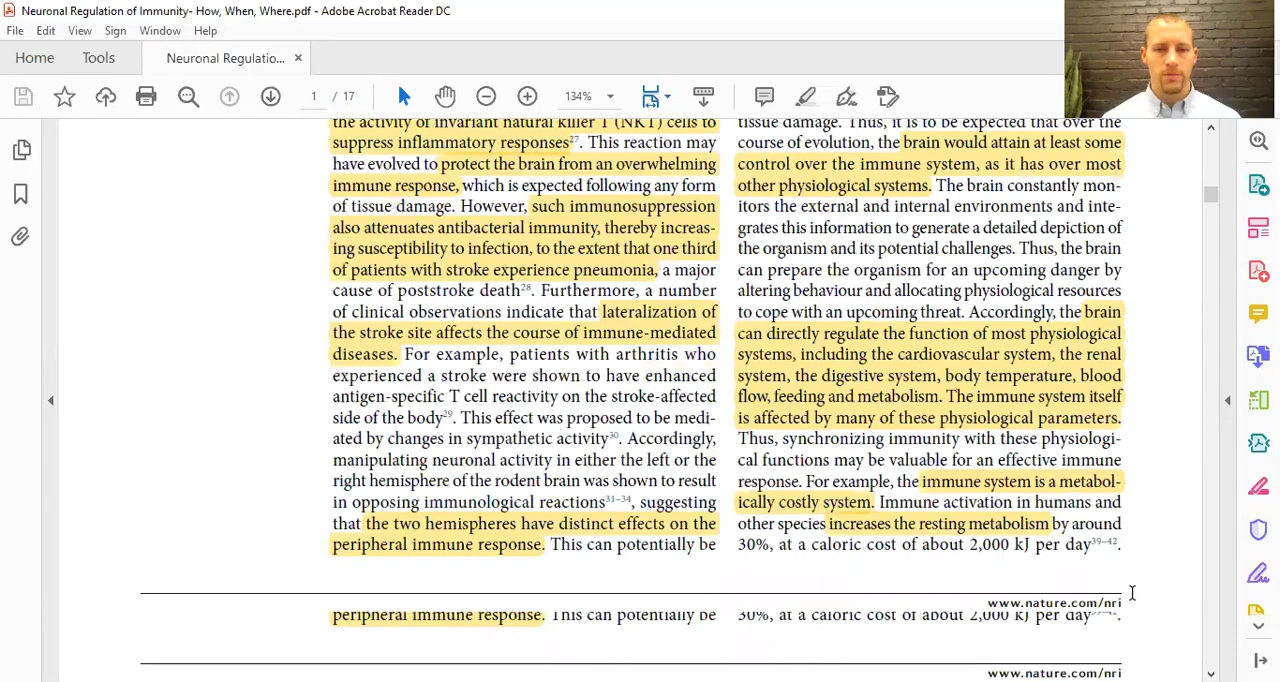 Neuronal Regulation of Immunity- How, When, Where.pdf - Adobe Acrobat Reader DC
File Edit View Sign Window Help
Home Tools Neuronal Regulatio... ×
1 / 17 134%
the activity of invariant natural killer T (NKT) cells to
suppress inflammatory responses27. This reaction may
have evolved to protect the brain from an overwhelming
immune response, which is expected following any form
of tissue damage. However, such immunosuppression
also attenuates antibacterial immunity, thereby increas-
ing susceptibility to infection, to the extent that one third
of patients with stroke experience pneumonia, a major
cause of poststroke death28. Furthermore, a number
of clinical observations indicate that lateralization of
the stroke site affects the course of immune-mediated
diseases. For example, patients with arthritis who
experienced a stroke were shown to have enhanced
antigen-specific T cell reactivity on the stroke-affected
side of the body29. This effect was proposed to be medi-
ated by changes in sympathetic activity30. Accordingly,
manipulating neuronal activity in either the left or the
right hemisphere of the rodent brain was shown to result
in opposing immunological reactions31–34, suggesting
that the two hemispheres have distinct effects on the
peripheral immune response. This can potentially be
tissue damage. Thus, it is to be expected that over the
course of evolution, the brain would attain at least some
control over the immune system, as it has over most
other physiological systems. The brain constantly mon-
itors the external and internal environments and inte-
grates this information to generate a detailed depiction of
the organism and its potential challenges. Thus, the brain
can prepare the organism for an upcoming danger by
altering behaviour and allocating physiological resources
to cope with an upcoming threat. Accordingly, the brain
can directly regulate the function of most physiological
systems, including the cardiovascular system, the renal
system, the digestive system, body temperature, blood
flow, feeding and metabolism. The immune system itself
is affected by many of these physiological parameters.
Thus, synchronizing immunity with these physiologi-
cal functions may be valuable for an effective immune
response. For example, the immune system is a metabol-
ically costly system. Immune activation in humans and
other species increases the resting metabolism by around
30%, at a caloric cost of about 2,000 kJ per day39–42.
www.nature.com/nri
peripheral immune response. This can potentially be
30%, at a caloric cost of about 2,000 kJ per day39–42.
www.nature.com/nri